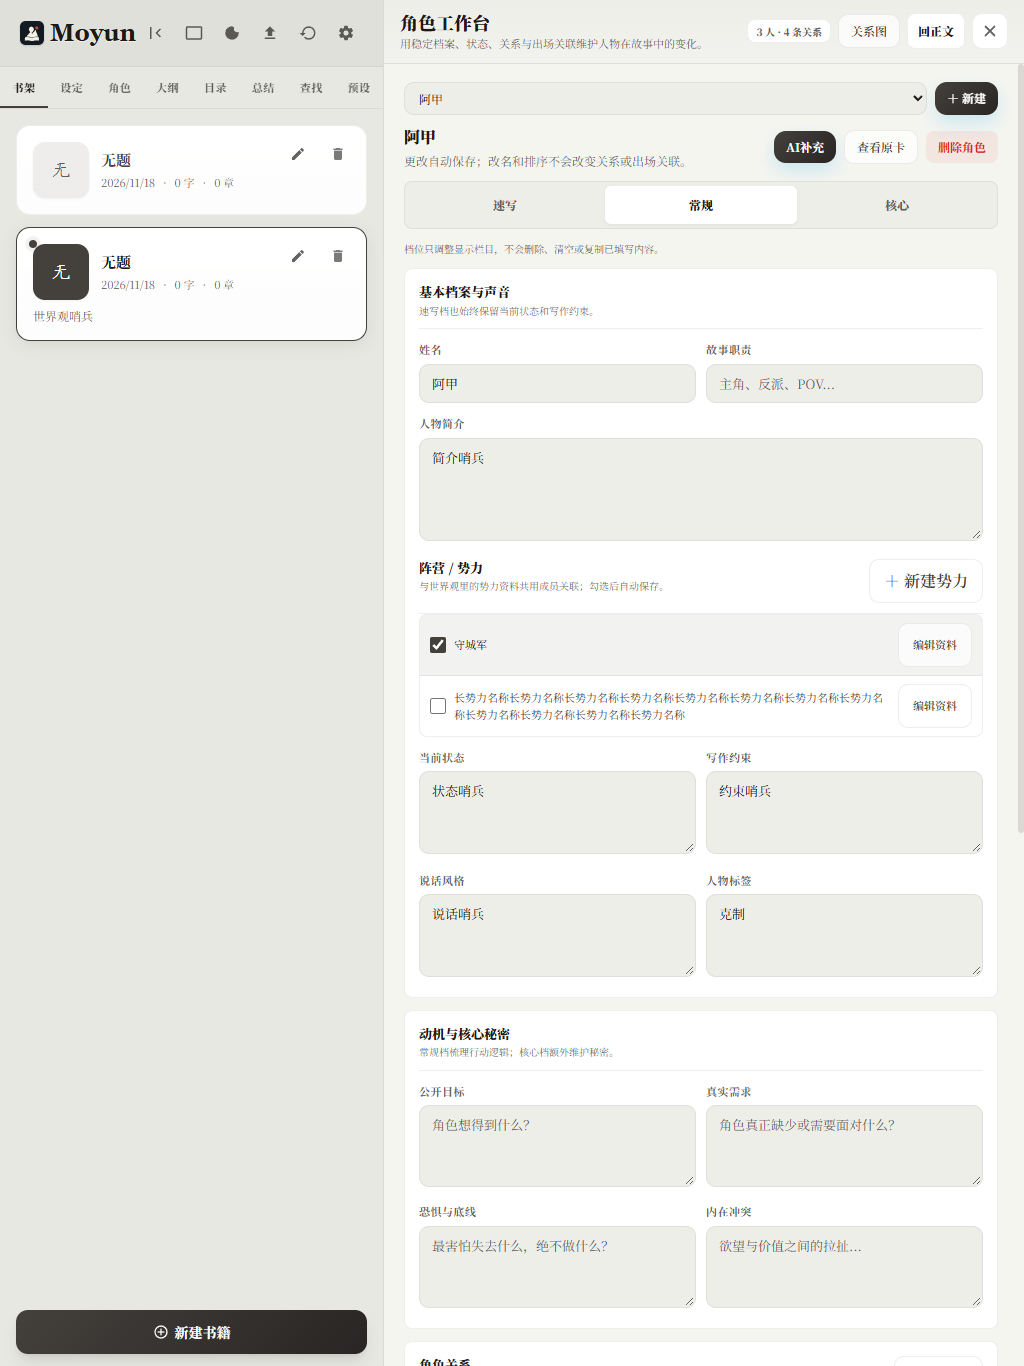 Moyun
书架 设定 角色 大纲 目录 总结 查找 预设
无
无题
2026/11/18 · 0 字 · 0 章
无
无题
2026/11/18 · 0 字 · 0 章
世界观哨兵
新建书籍
角色工作台
用稳定档案、状态、关系与出场关联维护人物在故事中的变化。
3 人 · 4 条关系
关系图
回正文
阿甲
新建
阿甲
更改自动保存；改名和排序不会改变关系或出场关联。
AI补充
查看原卡
删除角色
速写 常规 核心
档位只调整显示栏目，不会删除、清空或复制已填写内容。
基本档案与声音
速写档也始终保留当前状态和写作约束。
姓名 故事职责
阿甲 主角、反派、POV...
人物简介
简介哨兵
阵营 / 势力
与世界观里的势力资料共用成员关联；勾选后自动保存。
新建势力
守城军 编辑资料
长势力名称长势力名称长势力名称长势力名称长势力名称长势力名称长势力名称长势力名
称长势力名称长势力名称长势力名称长势力名称
编辑资料
当前状态 写作约束
状态哨兵 约束哨兵
说话风格 人物标签
说话哨兵 克制
动机与核心秘密
常规档梳理行动逻辑；核心档额外维护秘密。
公开目标 真实需求
角色想得到什么？ 角色真正缺少或需要面对什么？
恐惧与底线 内在冲突
最害怕失去什么，绝不做什么？ 欲望与价值之间的拉扯...
角色关系